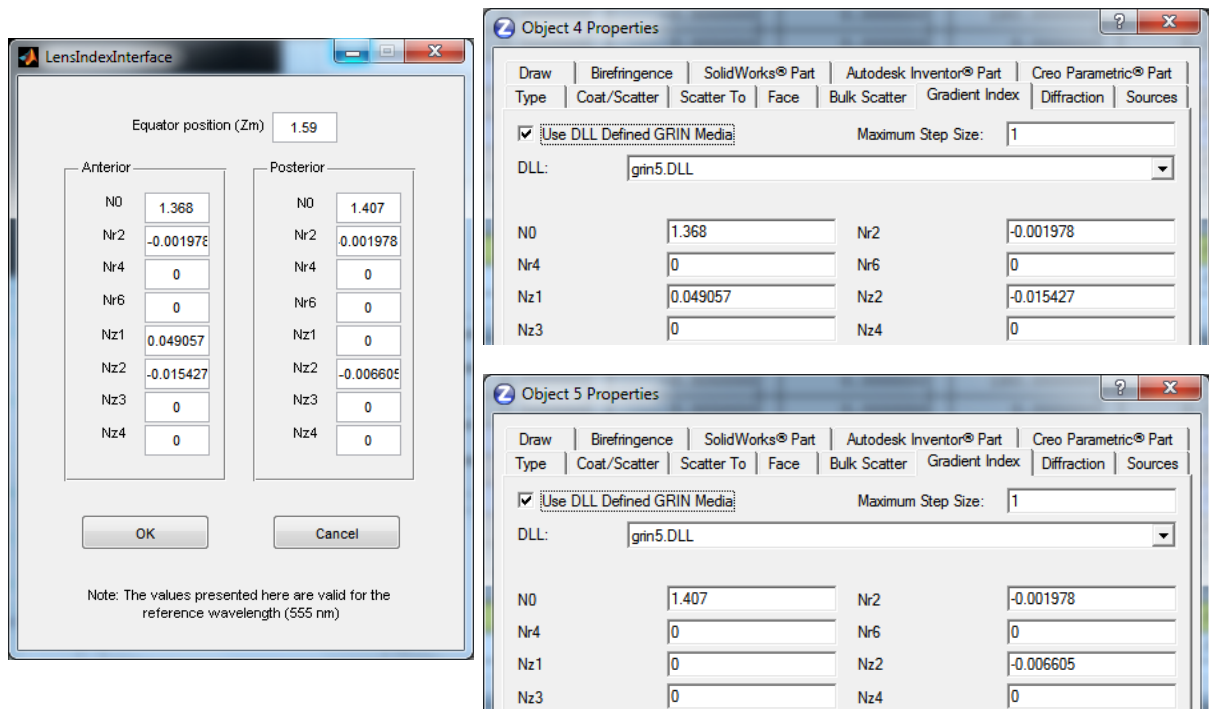 LensIndexInterface
Equator position (Zm) 1.59
Anterior
N0 1.368
Nr2 -0.001978
Nr4 0
Nr6 0
Nz1 0.049057
Nz2 -0.015427
Nz3 0
Nz4 0
Posterior
N0 1.407
Nr2 0.001978
Nr4 0
Nr6 0
Nz1 0
Nz2 -0.006605
Nz3 0
Nz4 0
OK Cancel
Note: The values presented here are valid for the
reference wavelength (555 nm)
Object 4 Properties
Draw Birefringence SolidWorks® Part Autodesk Inventor® Part Creo Parametric® Part
Type Coat/Scatter Scatter To Face Bulk Scatter Gradient Index Diffraction Sources
Use DLL Defined GRIN Media Maximum Step Size: 1
DLL: grin5.DLL
N0 1.368 Nr2 -0.001978
Nr4 0 Nr6 0
Nz1 0.049057 Nz2 -0.015427
Nz3 0 Nz4 0
Object 5 Properties
Draw Birefringence SolidWorks® Part Autodesk Inventor® Part Creo Parametric® Part
Type Coat/Scatter Scatter To Face Bulk Scatter Gradient Index Diffraction Sources
Use DLL Defined GRIN Media Maximum Step Size: 1
DLL: grin5.DLL
N0 1.407 Nr2 -0.001978
Nr4 0 Nr6 0
Nz1 0 Nz2 -0.006605
Nz3 0 Nz4 0